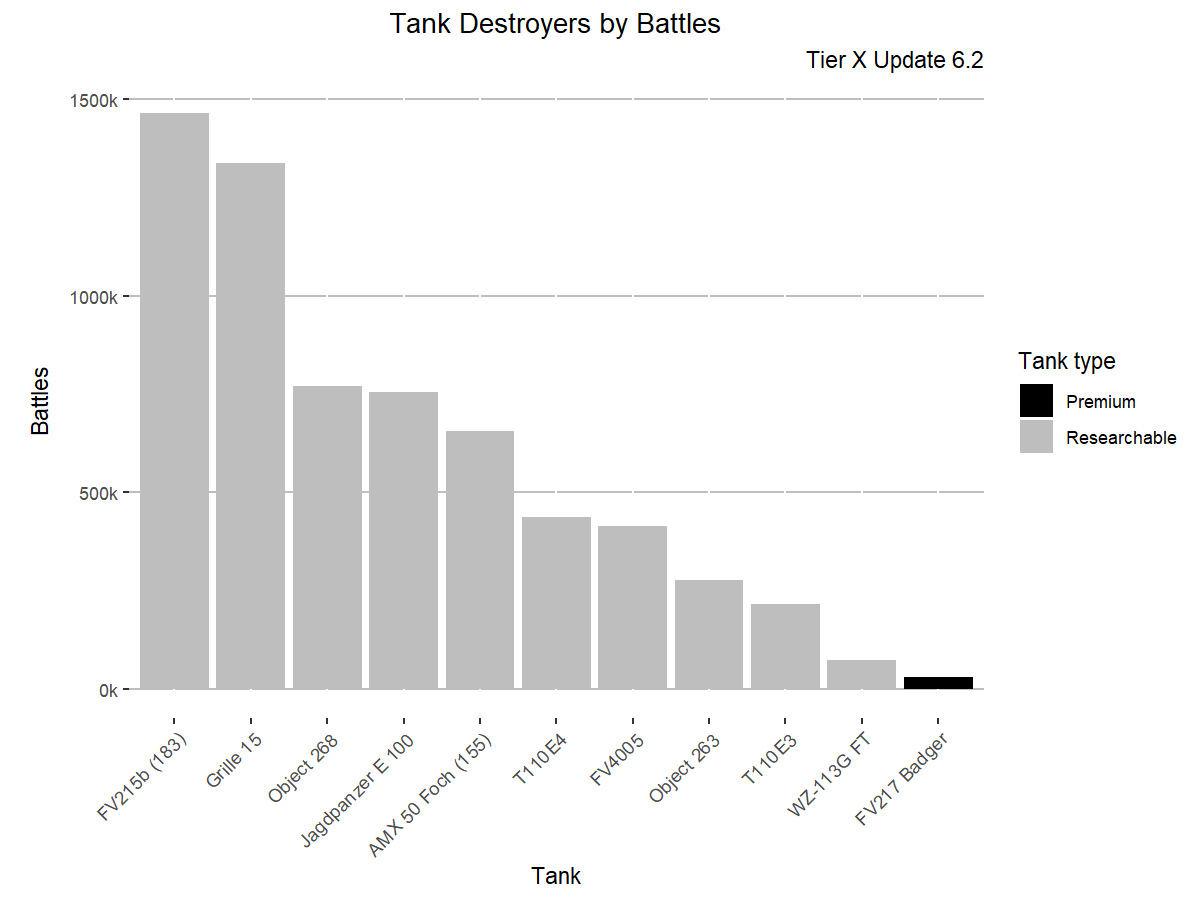 Tank Destroyers by Battles
Tier X Update 6.2
1500k
1000k
500k
0k
Battles
FV215b (183)
Grille 15
Object 268
Jagdpanzer E 100
AMX 50 Foch (155)
T110E4
FV4005
Object 263
T110E3
WZ-113G FT
FV217 Badger
Tank
Tank type
Premium
Researchable